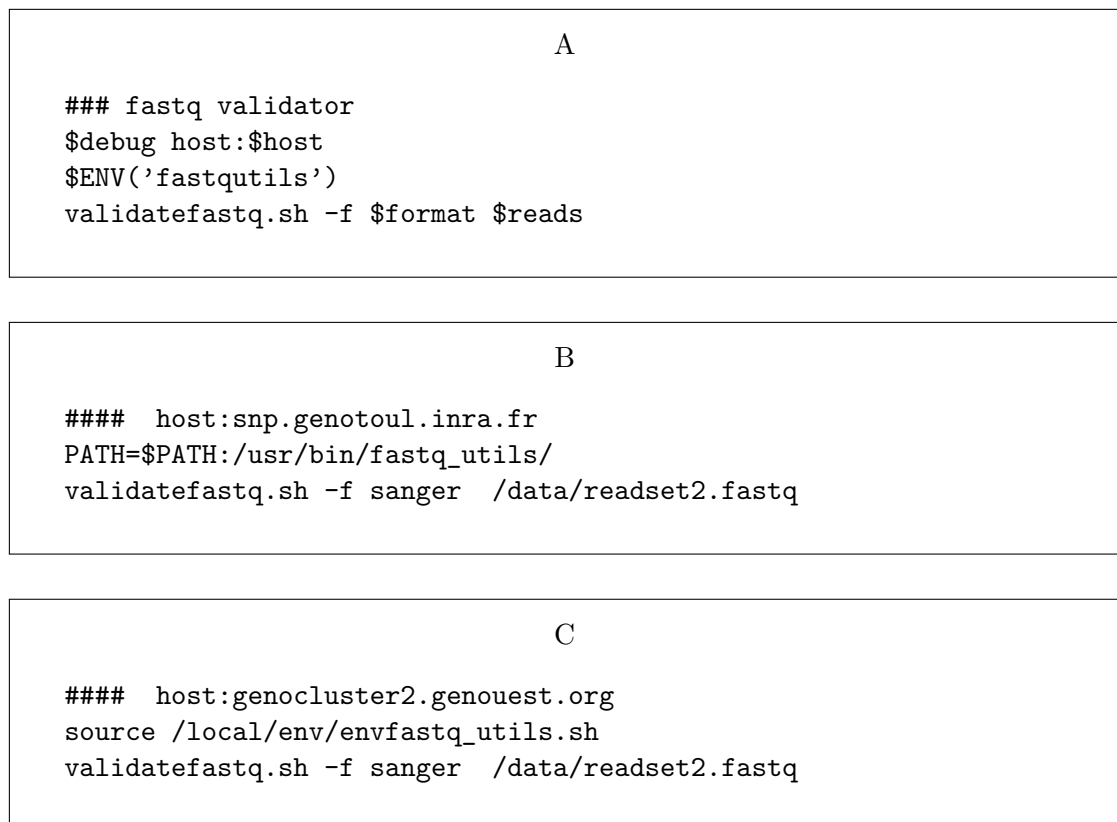 A
### fastq validator
$debug host:$host
$ENV(’fastqutils’)
validatefastq.sh -f $format $reads
B
####  host:snp.genotoul.inra.fr
PATH=$PATH:/usr/bin/fastq_utils/
validatefastq.sh -f sanger  /data/readset2.fastq
C
####  host:genocluster2.genouest.org
source /local/env/envfastq_utils.sh
validatefastq.sh -f sanger  /data/readset2.fastq